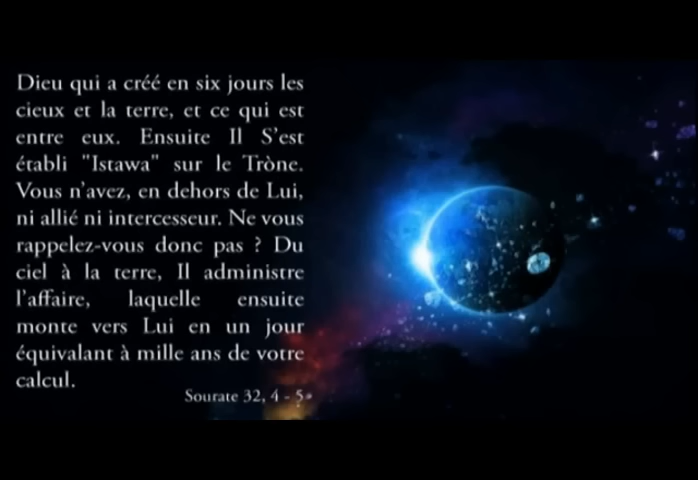 Dieu qui a créé en six jours les
cieux et la terre, et ce qui est
entre eux. Ensuite Il S'est
établi "Istawa" sur le Trône.
Vous n'avez, en dehors de Lui,
ni allié ni intercesseur. Ne vous
rappelez-vous donc pas ? Du
ciel à la terre, Il administre
l'affaire, laquelle ensuite
monte vers Lui en un jour
équivalant à mille ans de votre
calcul.
Sourate 32, 4 - 5